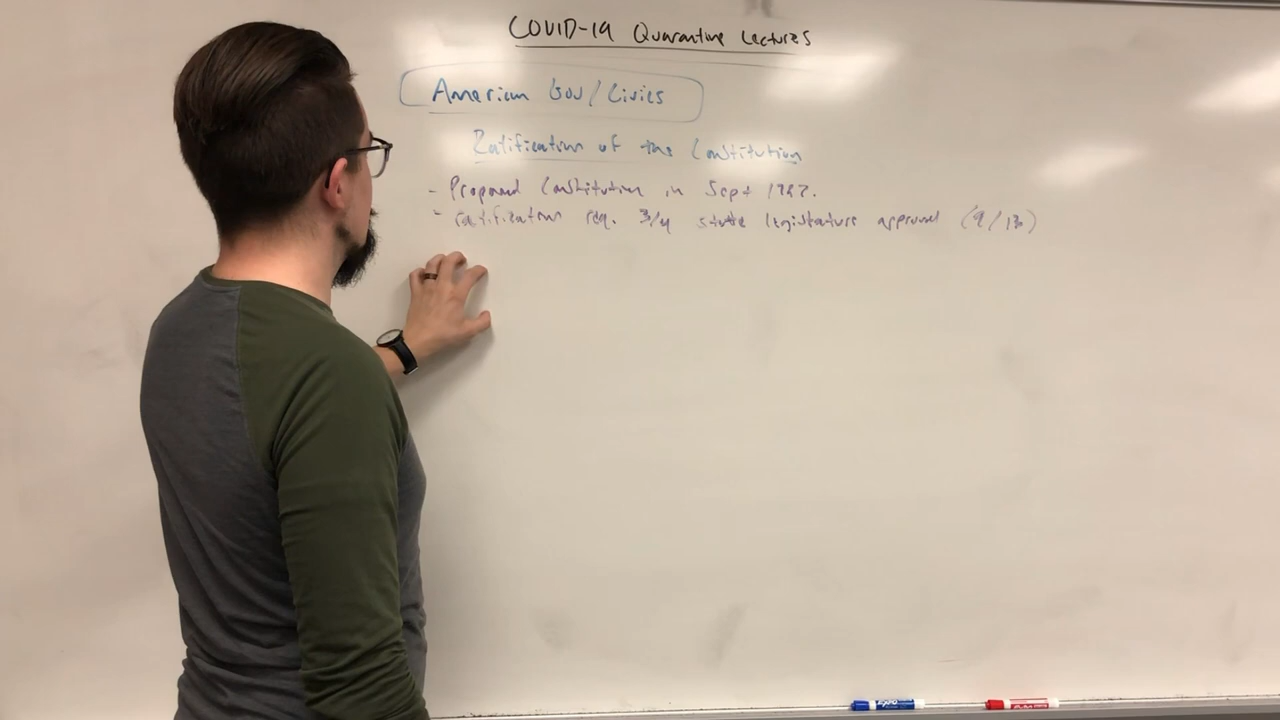 COVID-19 Quarantine Lectures
American Gov/Civics
Ratification of the Constitution
- Proposed Constitution in Sept 1787.
- ratification req. 3/4 state legislature approval (9/13)
EXPO